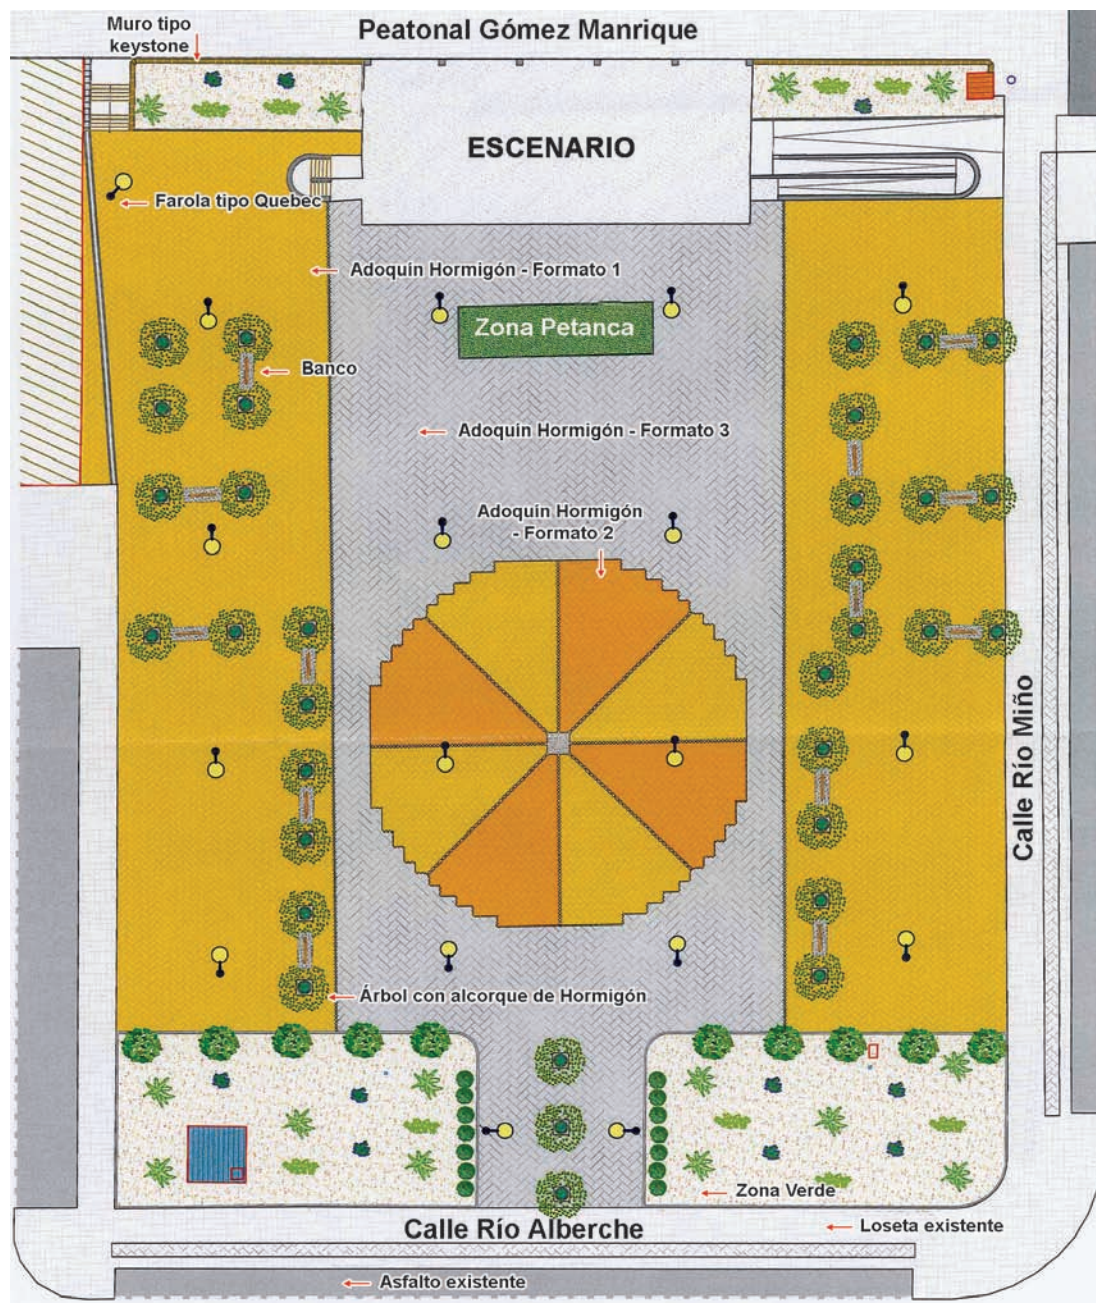 Peatonal Gómez Manrique
Muro tipo
keystone
ESCENARIO
Farola tipo Quebec
Adoquín Hormigón - Formato 1
Zona Petanca
Banco
Adoquín Hormigón - Formato 3
Adoquín Hormigón
- Formato 2
Calle Río Miño
Árbol con alcorque de Hormigón
Zona Verde
Calle Río Alberche
Loseta existente
Asfalto existente